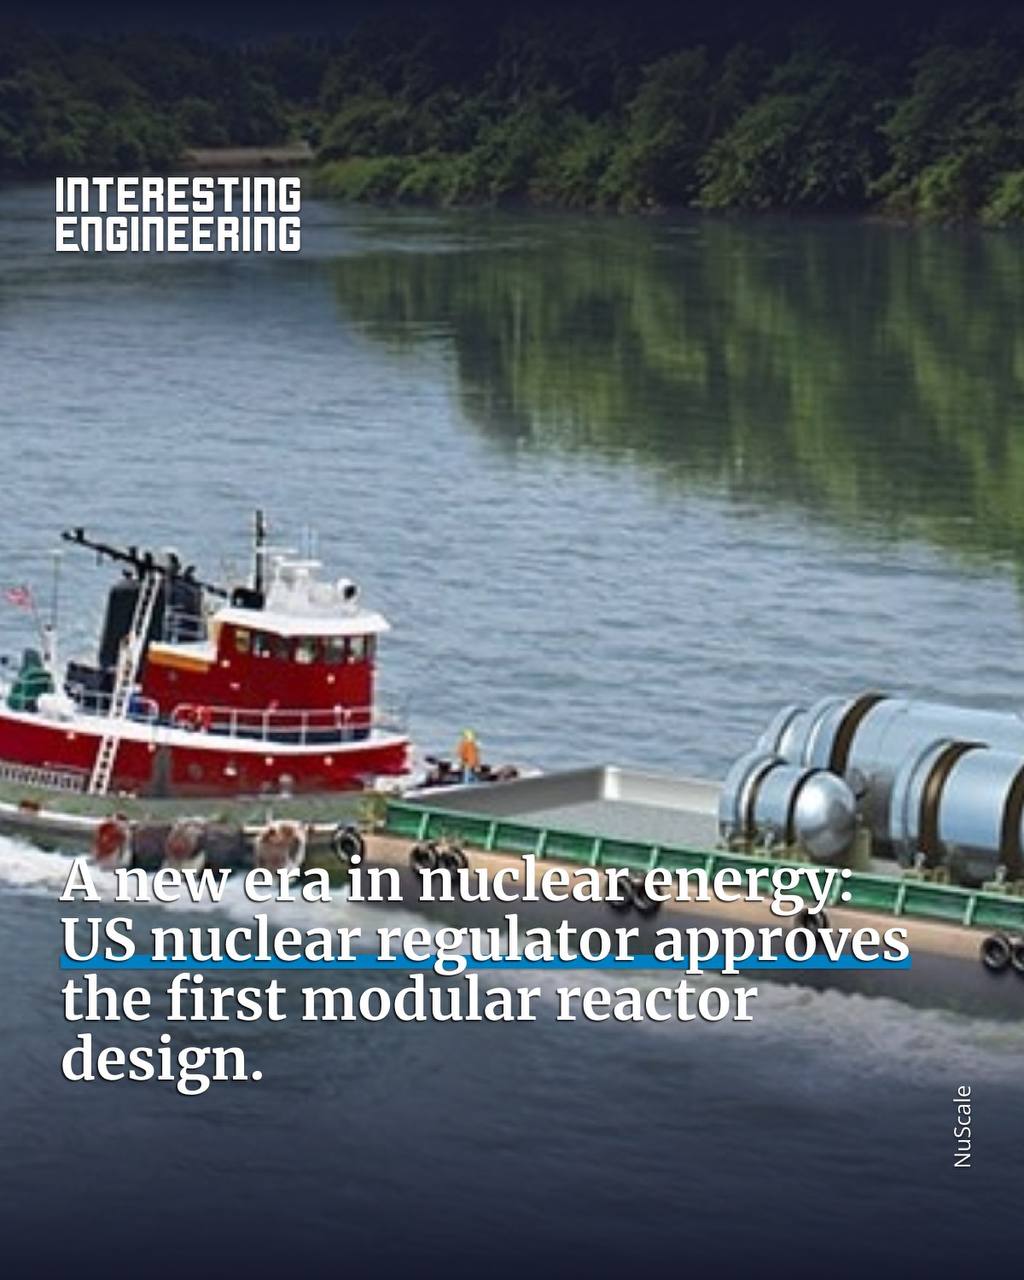 INTERESTING
ENGINEERING
A new era in nuclear energy:
US nuclear regulator approves
the first modular reactor
design.
NuScale